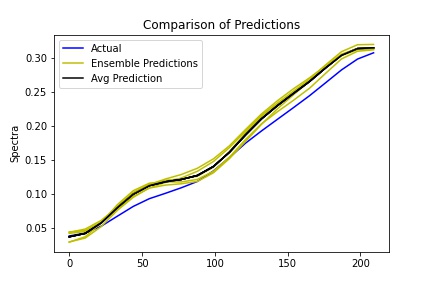 Comparison of Predictions
Actual
Ensemble Predictions
Avg Prediction
Spectra
0.30
0.25
0.20
0.15
0.10
0.05
0
50
100
150
200